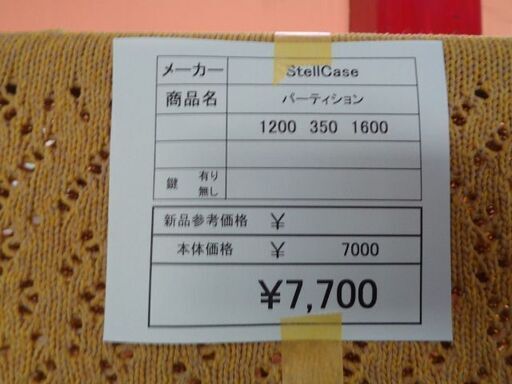 メーカー StellCase
商品名 パーティション
1200 350 1600
鍵 有り
無し
新品参考価格 ¥
本体価格 ¥ 7000
¥7,700